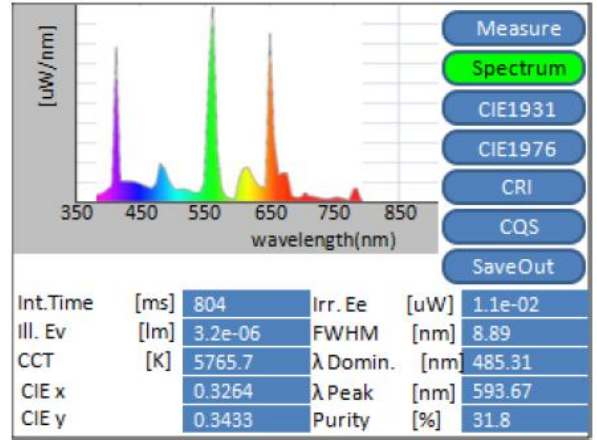 [uW/nm]
350 450 550 650 750 850
wavelength(nm)
Measure
Spectrum
CIE1931
CIE1976
CRI
CQS
SaveOut
Int.Time [ms] 804 Irr. Ee [uW] 1.1e-02
Ill. Ev [lm] 3.2e-06 FWHM [nm] 8.89
CCT [K] 5765.7 λ Domin. [nm] 485.31
CIE x 0.3264 λ Peak [nm] 593.67
CIE y 0.3433 Purity [%] 31.8